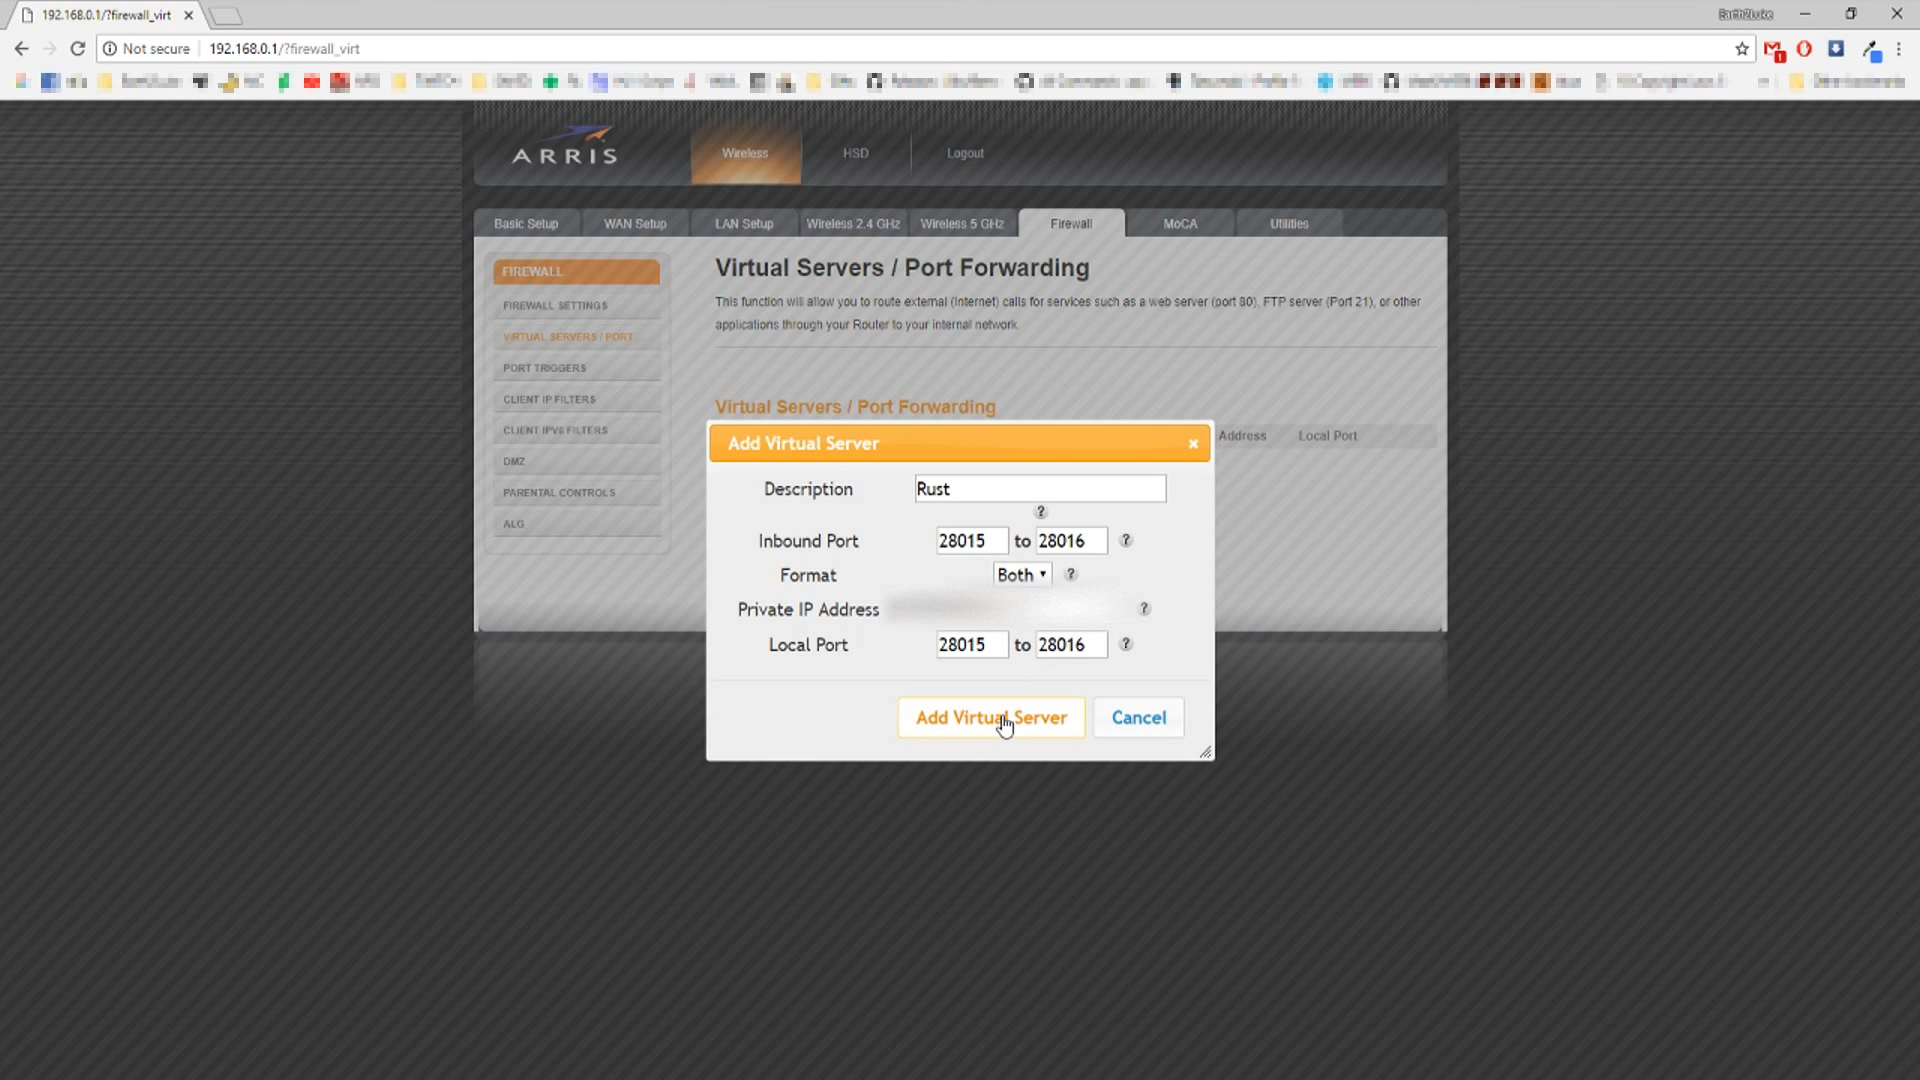 192.168.0.1/?firewall_virt
Earth2Luke
Not secure
192.168.0.1/?firewall_virt
1
ARRIS
Wireless
HSD
Logout
Basic Setup
WAN Setup
LAN Setup
Wireless 2.4 GHz
Wireless 5 GHz
Firewall
MoCA
Utilities
FIREWALL
FIREWALL SETTINGS
VIRTUAL SERVERS / PORT
PORT TRIGGERS
CLIENT IP FILTERS
CLIENT IPV6 FILTERS
DMZ
PARENTAL CONTROLS
ALG
Virtual Servers / Port Forwarding
This function will allow you to route external (Internet) calls for services such as a web server (port 80), FTP server (Port 21), or other
applications through your Router to your internal network.
Virtual Servers / Port Forwarding
Address
Local Port
Add Virtual Server
Description
Rust
?
Inbound Port
28015 to 28016 ?
Format
Both ?
Private IP Address
?
Local Port
28015 to 28016 ?
Add Virtual Server
Cancel